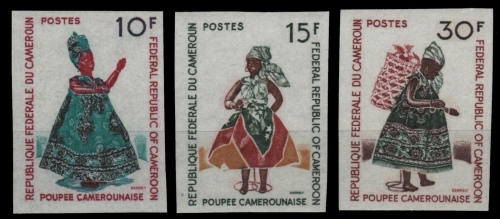 POSTES 10F
REPUBLIQUE FEDERALE DU CAMEROUN
FEDERAL REPUBLIC OF CAMEROON
POUPEE CAMEROUNAISE
POSTES 15F
REPUBLIQUE FEDERALE DU CAMEROUN
FEDERAL REPUBLIC OF CAMEROON
POUPEE CAMEROUNAISE
POSTES 30F
REPUBLIQUE FEDERALE DU CAMEROUN
FEDERAL REPUBLIC OF CAMEROON
POUPEE CAMEROUNAISE